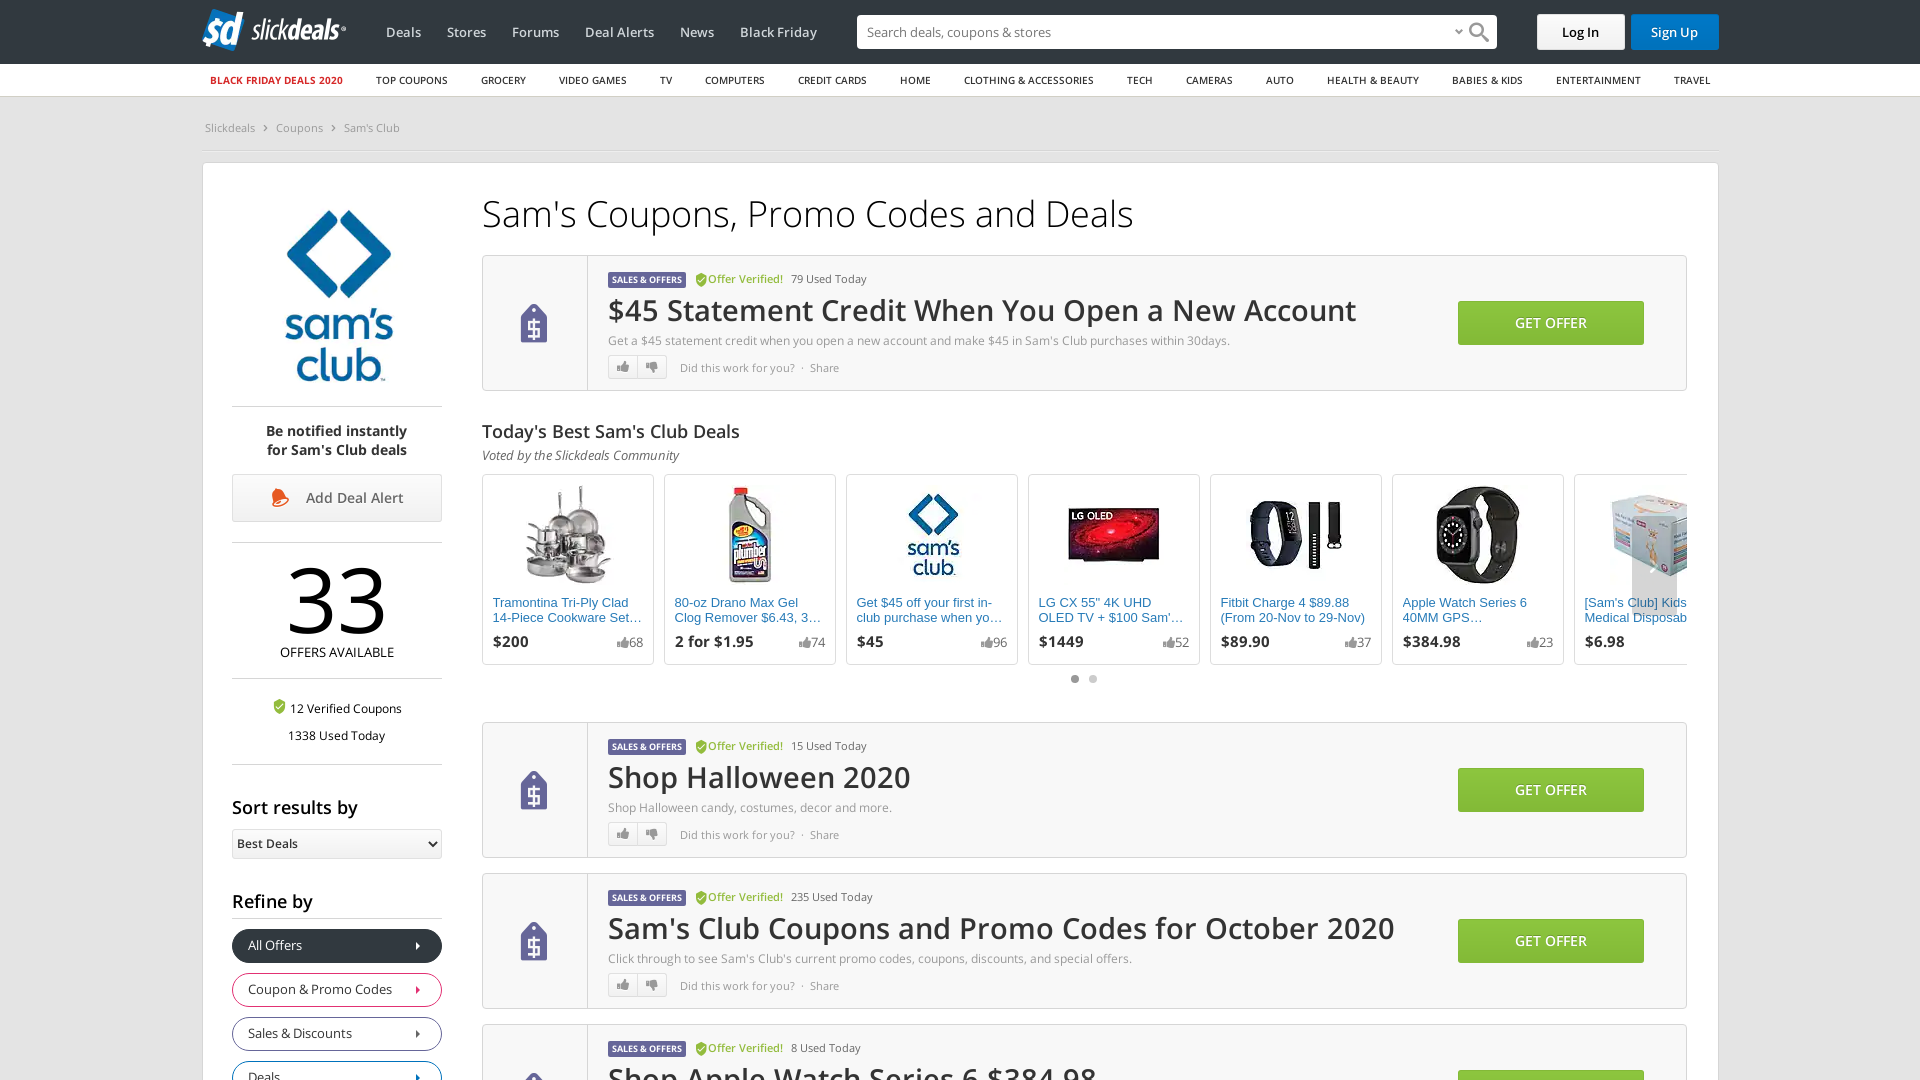 slickdeals
Deals
Stores
Forums
Deal Alerts
News
Black Friday
Search deals, coupons & stores
Log In
Sign Up
BLACK FRIDAY DEALS 2020
TOP COUPONS
GROCERY
VIDEO GAMES
TV
COMPUTERS
CREDIT CARDS
HOME
CLOTHING & ACCESSORIES
TECH
CAMERAS
AUTO
HEALTH & BEAUTY
BABIES & KIDS
ENTERTAINMENT
TRAVEL
Slickdeals > Coupons > Sam's Club
sam's
club™
Be notified instantly
for Sam's Club deals
Add Deal Alert
33
OFFERS AVAILABLE
12 Verified Coupons
1338 Used Today
Sort results by
Best Deals
Refine by
All Offers
Coupon & Promo Codes
Sales & Discounts
Deals
Sam's Coupons, Promo Codes and Deals
SALES & OFFERS Offer Verified! 79 Used Today
$45 Statement Credit When You Open a New Account
Get a $45 statement credit when you open a new account and make $45 in Sam's Club purchases within 30days.
Did this work for you? · Share
GET OFFER
Today's Best Sam's Club Deals
Voted by the Slickdeals Community
Tramontina Tri-Ply Clad
14-Piece Cookware Set…
$200
68
80-oz Drano Max Gel
Clog Remover $6.43, 3…
2 for $1.95
74
sam's
club
Get $45 off your first in-
club purchase when yo…
$45
96
LG OLED
LG CX 55" 4K UHD
OLED TV + $100 Sam'…
$1449
52
Fitbit Charge 4 $89.88
(From 20-Nov to 29-Nov)
$89.90
37
Apple Watch Series 6
40MM GPS…
$384.98
23
[Sam's Club] Kids
Medical Disposab
$6.98
SALES & OFFERS Offer Verified! 15 Used Today
Shop Halloween 2020
Shop Halloween candy, costumes, decor and more.
Did this work for you? · Share
GET OFFER
SALES & OFFERS Offer Verified! 235 Used Today
Sam's Club Coupons and Promo Codes for October 2020
Click through to see Sam's Club's current promo codes, coupons, discounts, and special offers.
Did this work for you? · Share
GET OFFER
SALES & OFFERS Offer Verified! 8 Used Today
Shop Apple Watch Series 6 $384.98